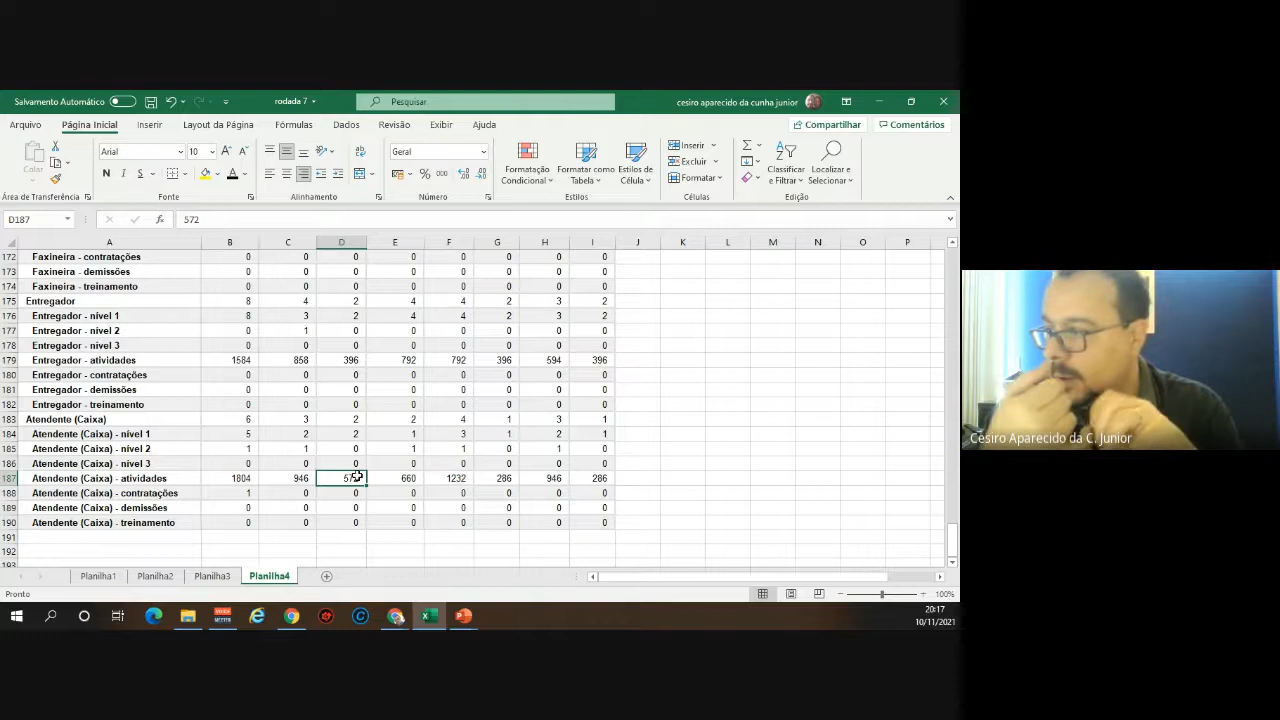 Salvamento Automático
rodada 7
Pesquisar
cesiro aparecido da cunha junior
Arquivo Página Inicial Inserir Layout da Página Fórmulas Dados Revisão Exibir Ajuda Compartilhar Comentários
Colar
Arial 10
N I S
Geral
% 000
Formatação Condicional
Formatar como Tabela
Estilos de Célula
Inserir
Excluir
Formatar
Classificar e Filtrar
Localizar e Selecionar
Área de Transferência Fonte Alinhamento Número Estilos Células Edição
D187 fx 572
A B C D E F G H I J K L M N O P
172 Faxineira - contratações 0 0 0 0 0 0 0 0
173 Faxineira - demissões 0 0 0 0 0 0 0 0
174 Faxineira - treinamento 0 0 0 0 0 0 0 0
175 Entregador 8 4 2 4 4 2 3 2
176 Entregador - nível 1 8 3 2 4 4 2 3 2
177 Entregador - nível 2 0 1 0 0 0 0 0 0
178 Entregador - nível 3 0 0 0 0 0 0 0 0
179 Entregador - atividades 1584 858 396 792 792 396 594 396
180 Entregador - contratações 0 0 0 0 0 0 0 0
181 Entregador - demissões 0 0 0 0 0 0 0 0
182 Entregador - treinamento 0 0 0 0 0 0 0 0
183 Atendente (Caixa) 6 3 2 2 4 1 3 1
184 Atendente (Caixa) - nível 1 5 2 2 1 3 1 2 1
185 Atendente (Caixa) - nível 2 1 1 0 1 1 0 1 0
186 Atendente (Caixa) - nível 3 0 0 0 0 0 0 0 0
187 Atendente (Caixa) - atividades 1804 946 572 660 1232 286 946 286
188 Atendente (Caixa) - contratações 1 0 0 0 0 0 0 0
189 Atendente (Caixa) - demissões 0 0 0 0 0 0 0 0
190 Atendente (Caixa) - treinamento 0 0 0 0 0 0 0 0
191
192
193
Planilha1 Planilha2 Planilha3 Planilha4
Pronto
100%
20:17
10/11/2021
Cesiro Aparecido da C. Junior